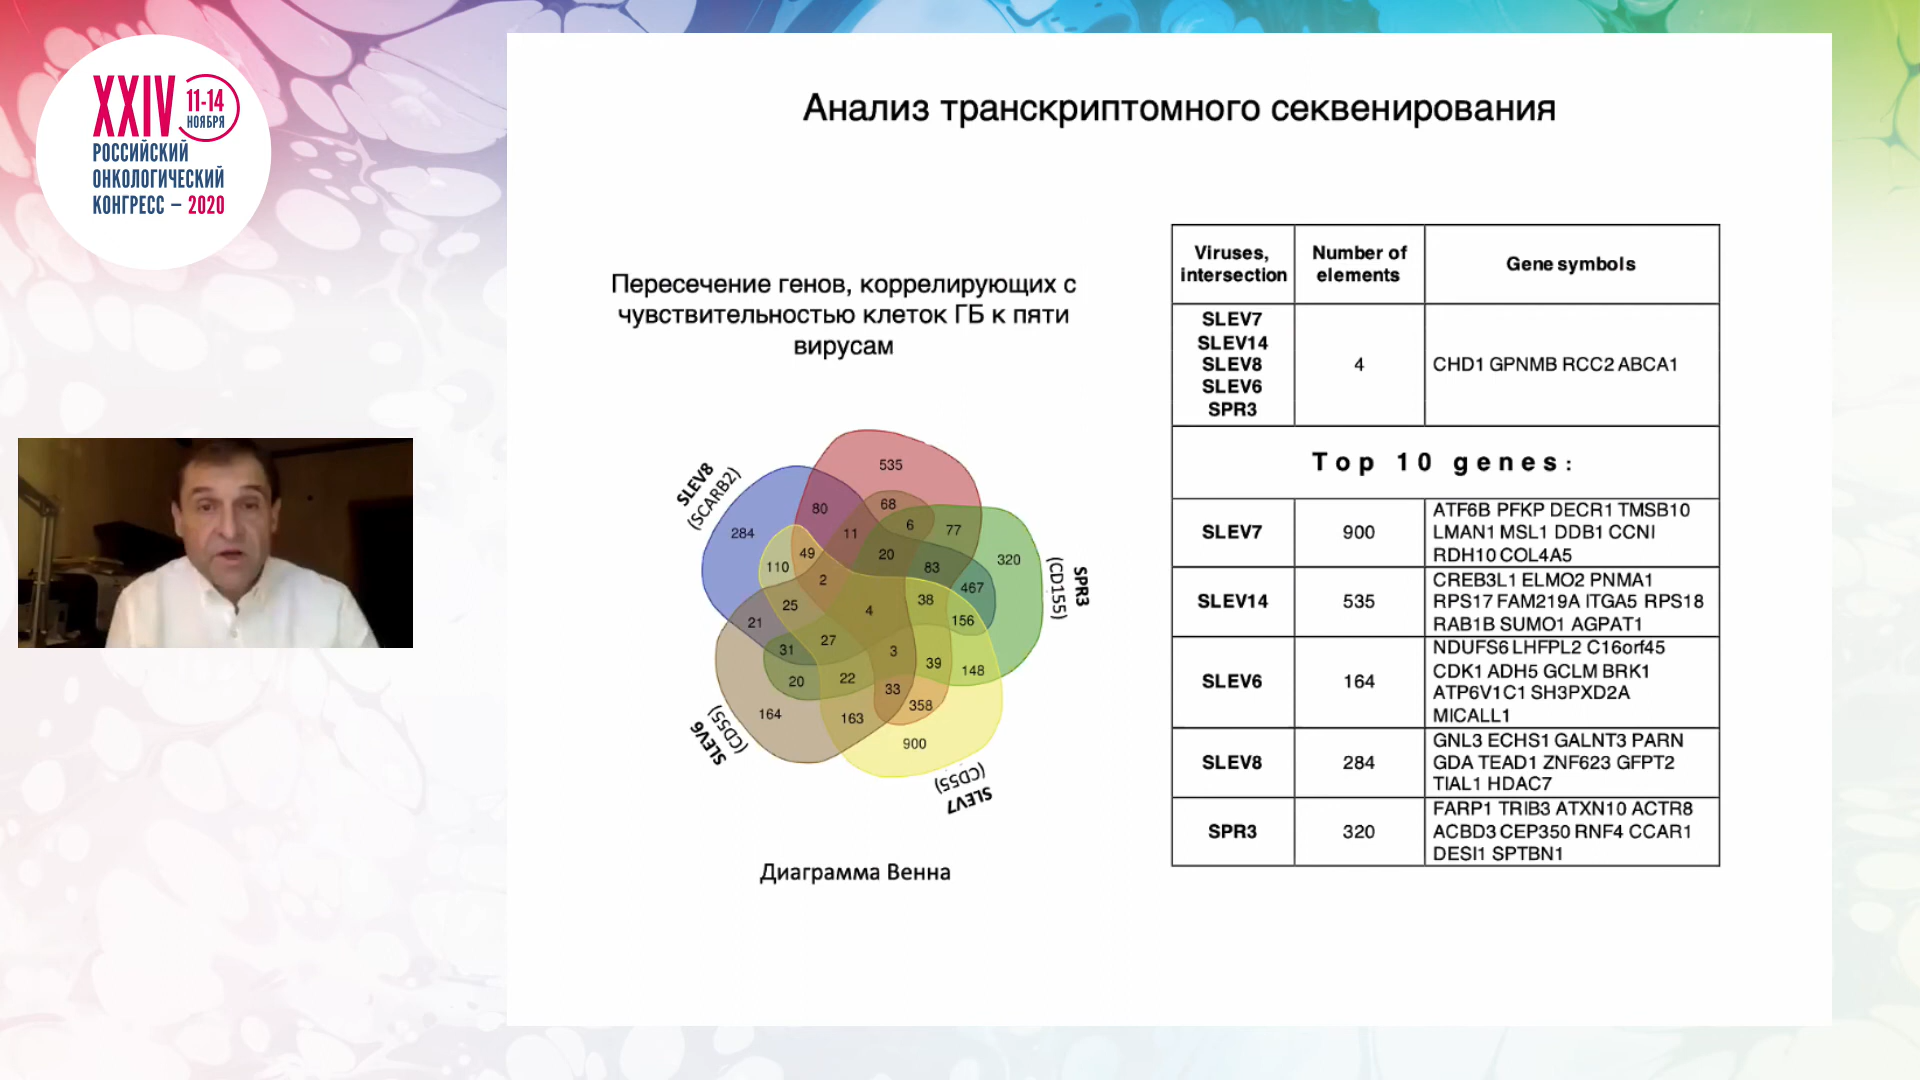 XXIV
11-14
НОЯБРЯ
РОССИЙСКИЙ
ОНКОЛОГИЧЕСКИЙ
КОНГРЕСС – 2020
Анализ транскриптомного секвенирования
Пересечение генов, коррелирующих с
чувствительностью клеток ГБ к пяти
вирусам
SLEV8
(SCARB2)
535
80
68
284
11
6
77
320
SPR3
(CD155)
49
20
110
83
2
467
25
4
38
21
156
27
31
3
39
148
20
22
33
164
163
358
900
SLEV6
(CD55)
SLEV7
(CD55)
Диаграмма Венна
Viruses,
intersection
Number of
elements
Gene symbols
SLEV7
SLEV14
SLEV8
SLEV6
SPR3
4
CHD1 GPNMB RCC2 ABCA1
Top 10 genes:
SLEV7
900
ATF6B PFKP DECR1 TMSB10
LMAN1 MSL1 DDB1 CCNI
RDH10 COL4A5
SLEV14
535
CREB3L1 ELMO2 PNMA1
RPS17 FAM219A ITGA5 RPS18
RAB1B SUMO1 AGPAT1
SLEV6
164
NDUFS6 LHFPL2 C16orf45
CDK1 ADH5 GCLM BRK1
ATP6V1C1 SH3PXD2A
MICALL1
SLEV8
284
GNL3 ECHS1 GALNT3 PARN
GDA TEAD1 ZNF623 GFPT2
TIAL1 HDAC7
SPR3
320
FARP1 TRIB3 ATXN10 ACTR8
ACBD3 CEP350 RNF4 CCAR1
DESI1 SPTBN1